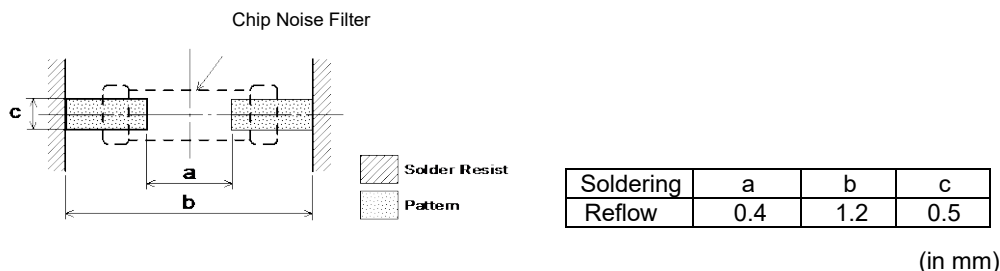 Chip Noise Filter
c
a
b
Solder Resist
Pattern
Soldering a b c
Reflow 0.4 1.2 0.5
(in mm)